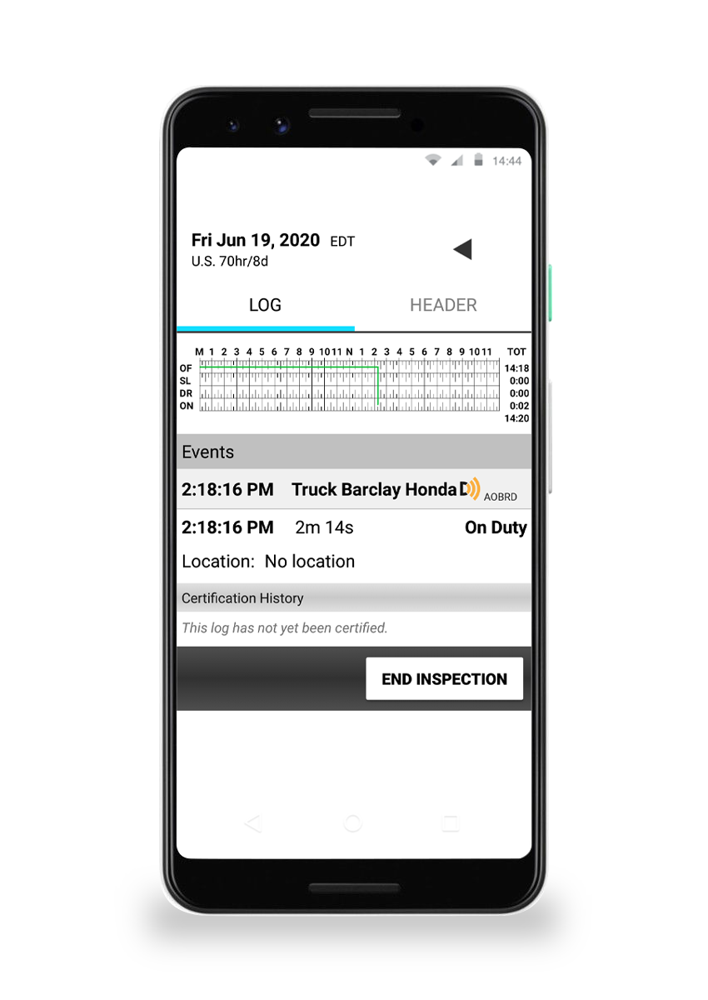 14:44
Fri Jun 19, 2020 EDT
U.S. 70hr/8d
LOG HEADER
M 1 2 3 4 5 6 7 8 9 10 11 N 1 2 3 4 5 6 7 8 9 10 11 TOT
OF 14:18
SL 0:00
DR 0:00
ON 0:02
14:20
Events
2:18:16 PM Truck Barclay Honda AOBRD
2:18:16 PM 2m 14s On Duty
Location: No location
Certification History
This log has not yet been certified.
END INSPECTION